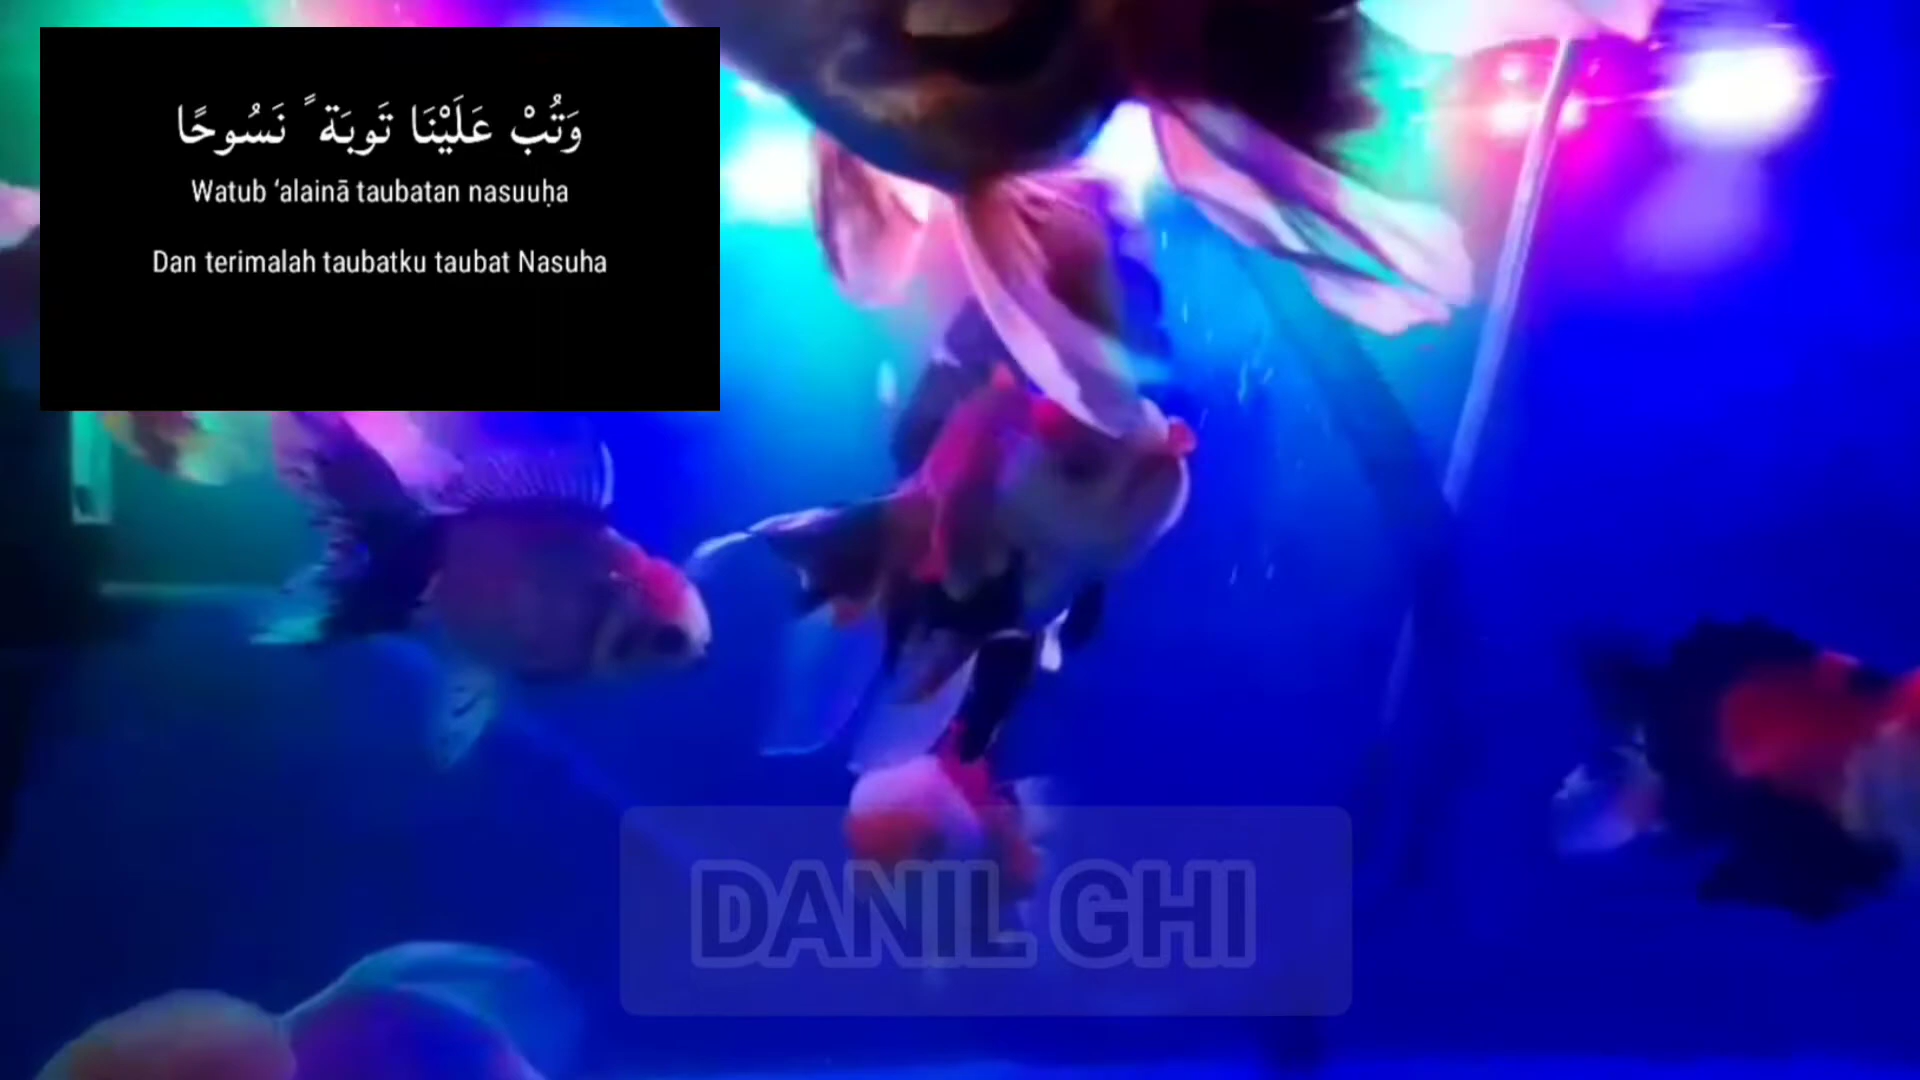 وَتُبْ عَلَيْنَا تَوبَة ً نَسُوحًا
Watub ‘alainā taubatan nasuuḥa
Dan terimalah taubatku taubat Nasuha
DANIL GHI